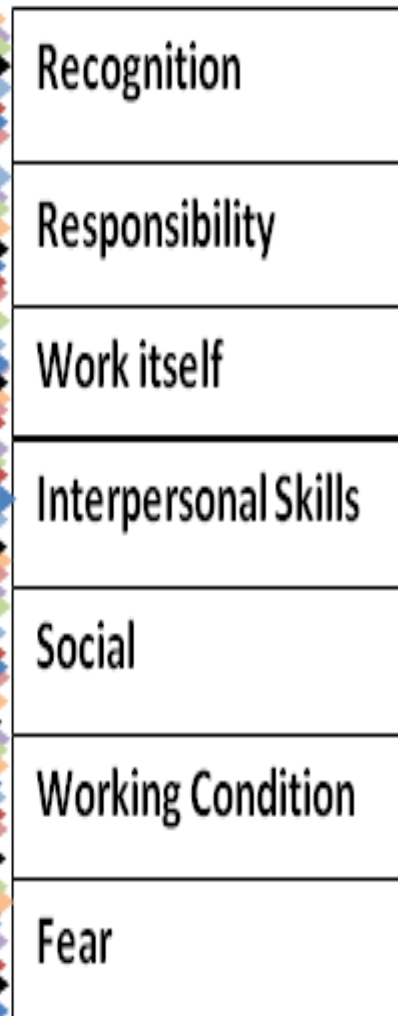 Recognition
Responsibility
Work itself
Interpersonal Skills
Social
Working Condition
Fear